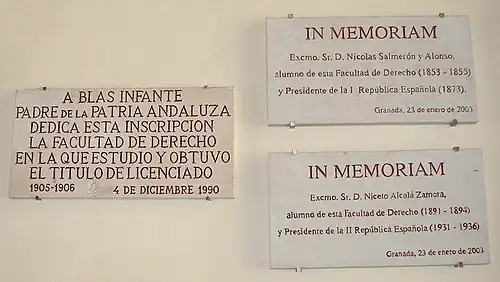 A BLAS INFANTE
PADRE DE LA PATRIA ANDALUZA
DEDICA ESTA INSCRIPCION
LA FACULTAD DE DERECHO
EN LA QUE ESTUDIO Y OBTUVO
EL TITULO DE LICENCIADO
1905-1906 4 DE DICIEMBRE 1990
IN MEMORIAM
Excmo. Sr. D. Nicolas Salmerón y Alonso,
alumno de esta Facultad de Derecho (1853 - 1855)
y Presidente de la I República Española (1873).
Granada, 23 de enero de 2003
IN MEMORIAM
Excmo. Sr. D. Niceto Alcalá Zamora,
alumno de esta Facultad de Derecho (1891 - 1894)
y Presidente de la II República Española (1931 - 1936)
Granada, 23 de enero de 2003